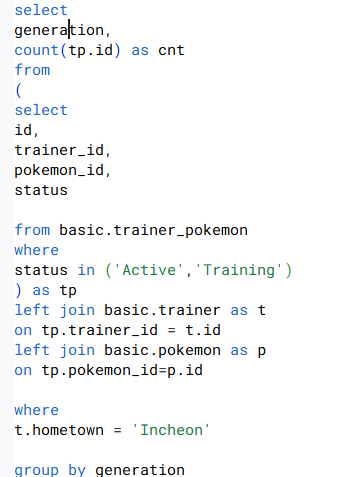 select
generation,
count(tp.id) as cnt
from
(
select
id,
trainer_id,
pokemon_id,
status
from basic.trainer_pokemon
where
status in ('Active','Training')
) as tp
left join basic.trainer as t
on tp.trainer_id = t.id
left join basic.pokemon as p
on tp.pokemon_id=p.id
where
t.hometown = 'Incheon'
group by generation